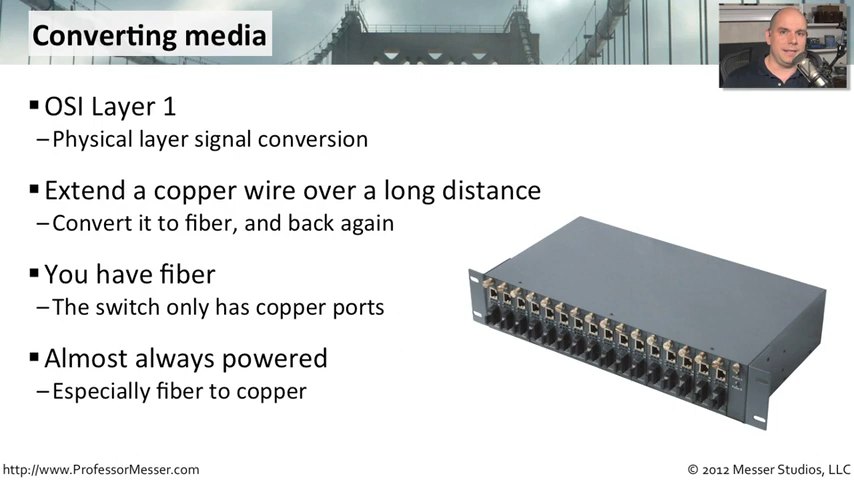 Converting media
▪OSI Layer 1
–Physical layer signal conversion
▪Extend a copper wire over a long distance
–Convert it to fiber, and back again
▪You have fiber
–The switch only has copper ports
▪Almost always powered
–Especially fiber to copper
http://www.ProfessorMesser.com
© 2012 Messer Studios, LLC